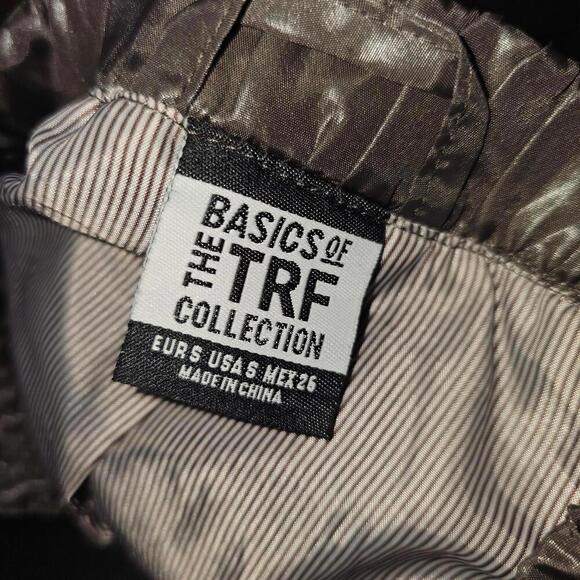 BASICS OF
THE TRF
COLLECTION
EUR S USA S MEX 26
MADE IN CHINA